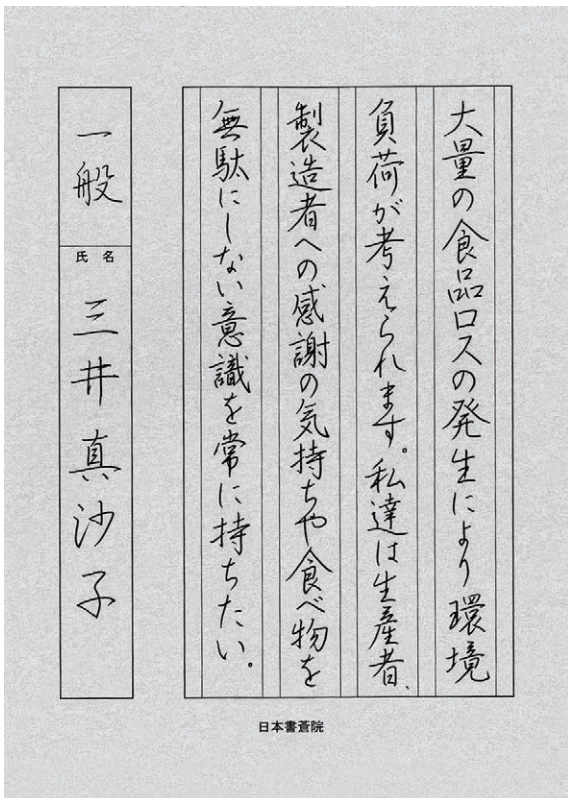 大量の食品ロスの発生により環境
負荷が考えられます。私達は生産者、
製造者への感謝の気持ちや食べ物を
無駄にしない意識を常に持ちたい。
一般
氏名
三井真沙子
日本書蒼院